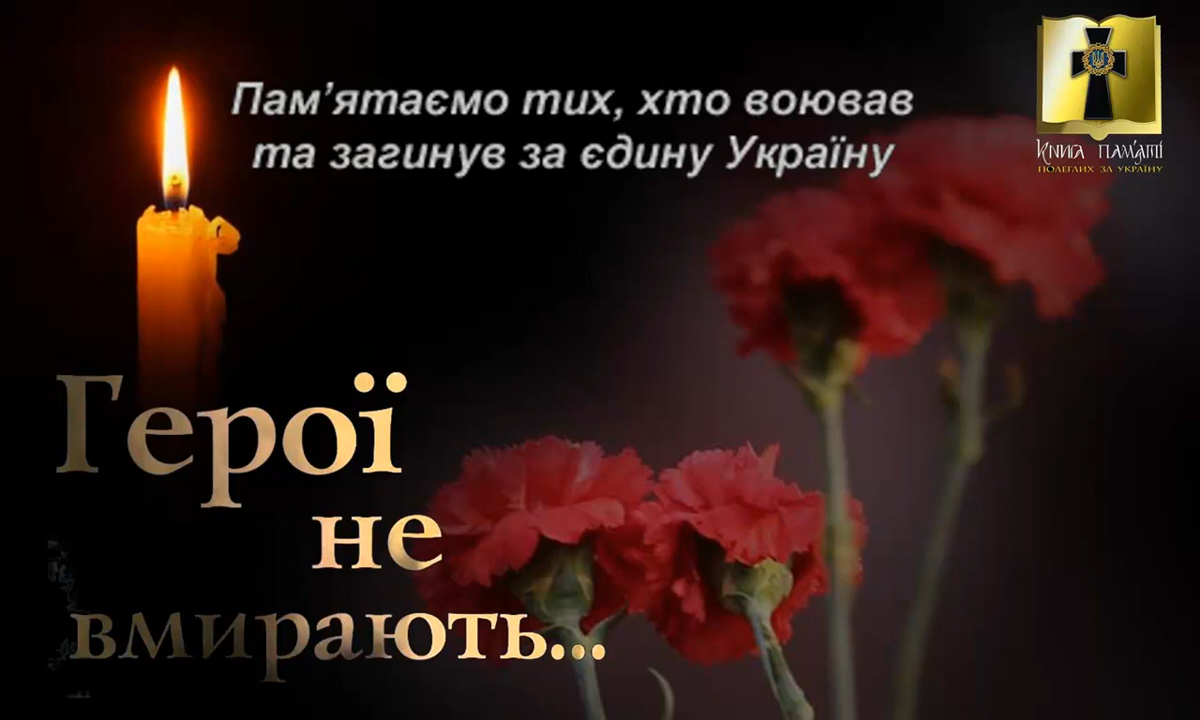 Пам’ятаємо тих, хто воював
та загинув за єдину Україну
Книга пам'яті
полеглих за Україну
Герої
не
вмирають...